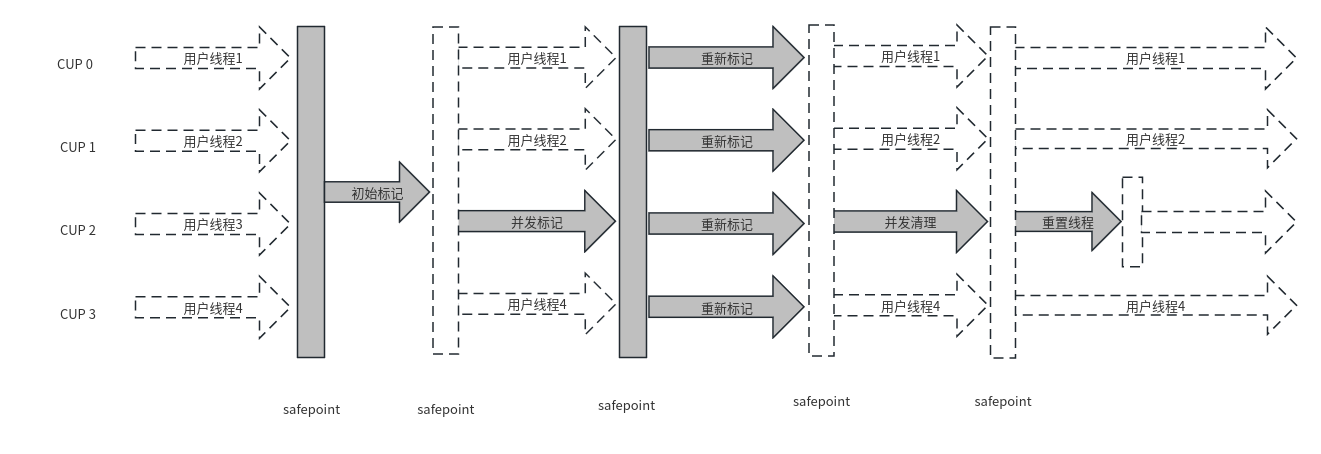 CUP 0 用户线程1 用户线程1 重新标记 用户线程1 用户线程1
CUP 1 用户线程2 用户线程2 重新标记 用户线程2 用户线程2
初始标记
CUP 2 用户线程3 并发标记 重新标记 并发清理 重置线程
CUP 3 用户线程4 用户线程4 重新标记 用户线程4 用户线程4
safepoint safepoint safepoint safepoint safepoint